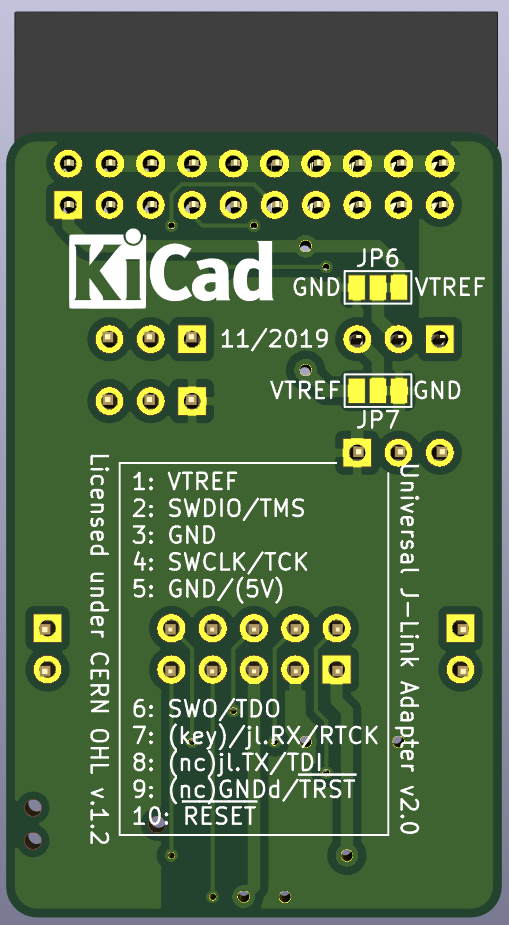 KiCad
JP6
GND VTREF
11/2019
VTREF GND
JP7
Licensed under CERN OHL v.1.2
1: VTREF
2: SWDIO/TMS
3: GND
4: SWCLK/TCK
5: GND/(5V)
6: SWO/TDO
7: (key)/jl.RX/RTCK
8: (nc)jl.TX/TDI
9: (nc)GNDd/TRST
10: RESET
Universal J-Link Adapter v2.0